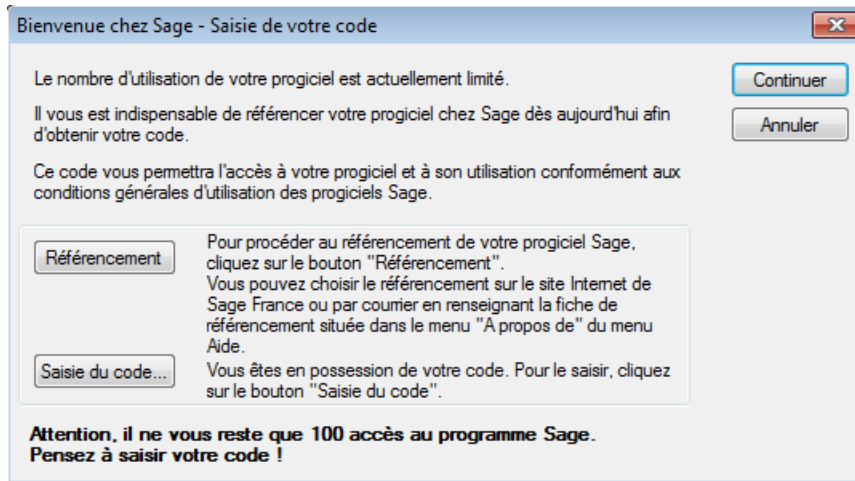 Bienvenue chez Sage - Saisie de votre code
Le nombre d'utilisation de votre progiciel est actuellement limité.
Continuer
Il vous est indispensable de référencer votre progiciel chez Sage dès aujourd'hui afin
d'obtenir votre code.
Annuler
Ce code vous permettra l'accès à votre progiciel et à son utilisation conformément aux
conditions générales d'utilisation des progiciels Sage.
Référencement
Pour procéder au référencement de votre progiciel Sage,
cliquez sur le bouton "Référencement".
Vous pouvez choisir le référencement sur le site Internet de
Sage France ou par courrier en renseignant la fiche de
référencement située dans le menu "A propos de" du menu
Aide.
Saisie du code...
Vous êtes en possession de votre code. Pour le saisir, cliquez
sur le bouton "Saisie du code".
Attention, il ne vous reste que 100 accès au programme Sage.
Pensez à saisir votre code !